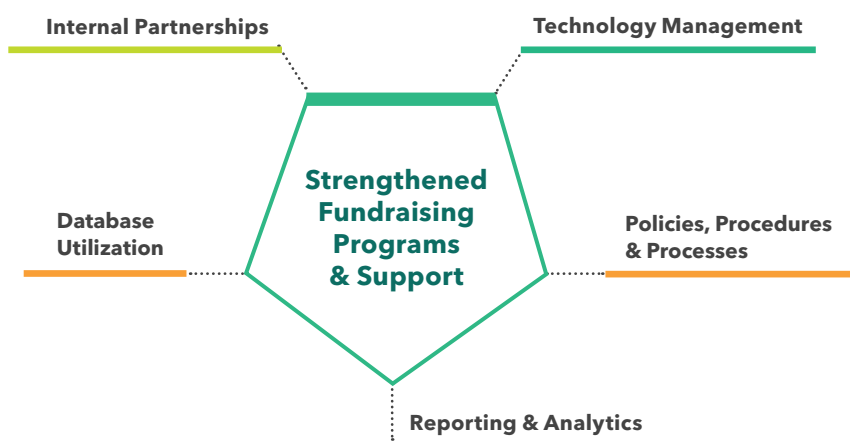 Internal Partnerships
Technology Management
Strengthened
Fundraising
Programs
& Support
Database
Utilization
Policies, Procedures
& Processes
Reporting & Analytics